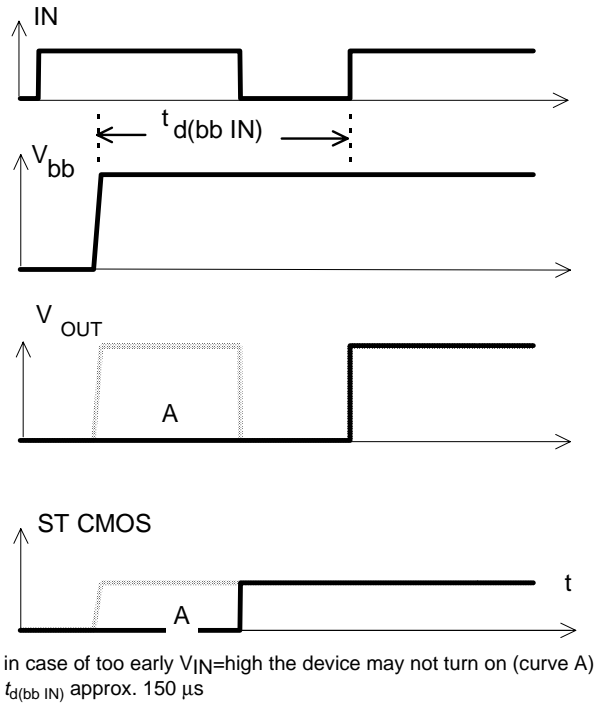 IN
t d(bb IN)
V bb
V OUT
A
ST CMOS
t
A
in case of too early VIN=high the device may not turn on (curve A)
td(bb IN) approx. 150 μs